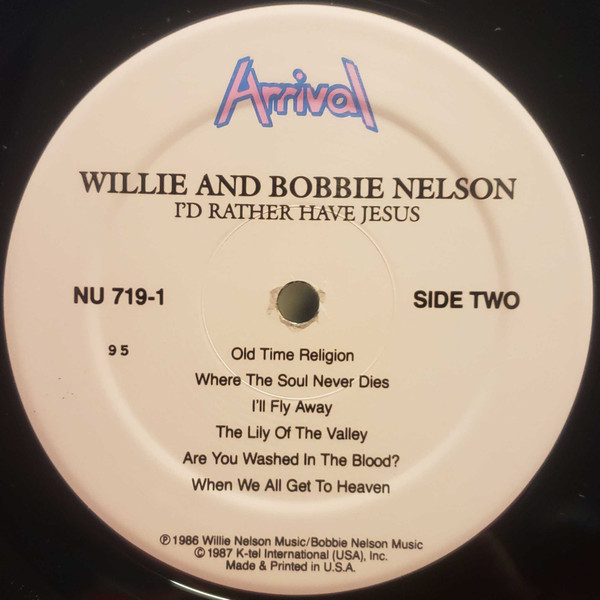 Arrival
WILLIE AND BOBBIE NELSON
I'D RATHER HAVE JESUS
NU 719-1
SIDE TWO
9 5
Old Time Religion
Where The Soul Never Dies
I'll Fly Away
The Lily Of The Valley
Are You Washed In The Blood?
When We All Get To Heaven
℗ 1986 Willie Nelson Music/Bobbie Nelson Music
© 1987 K-tel International (USA), Inc.
Made & Printed in U.S.A.